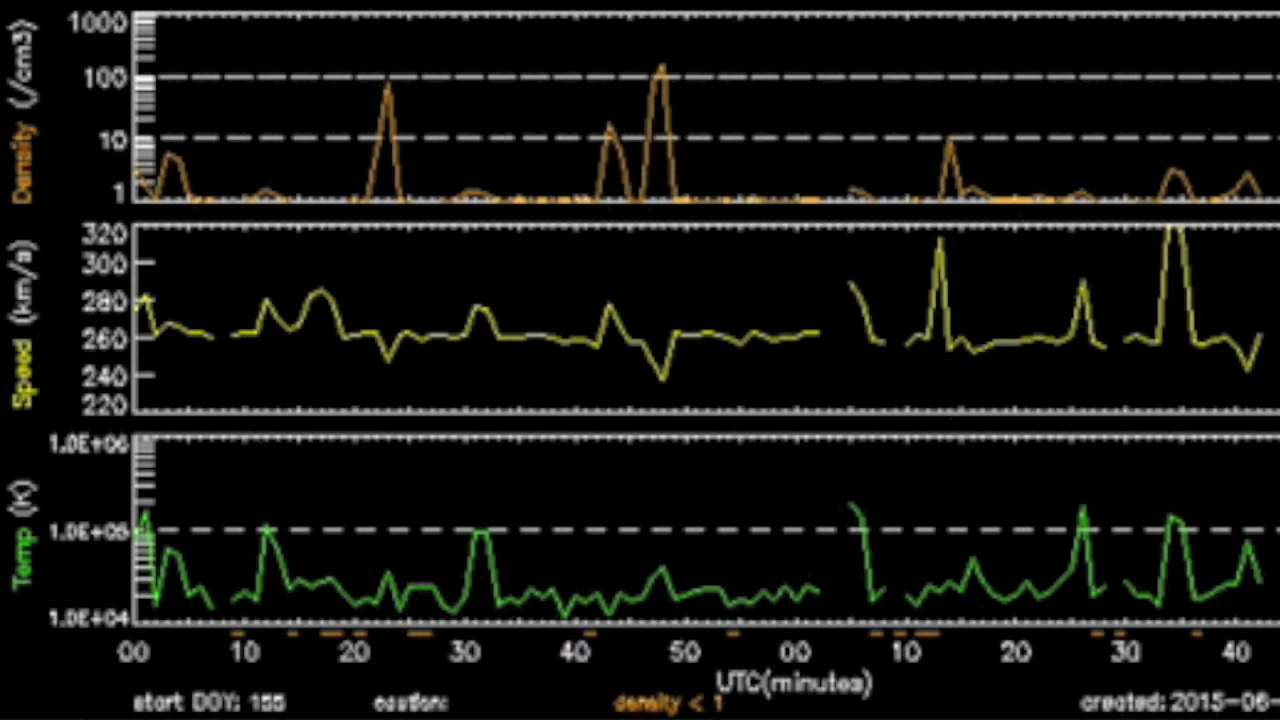 1000
100
10
1
Density (/cm3)
320
300
280
260
240
220
Speed (km/s)
1.0E+06
1.0E+05
1.0E+04
Temp (K)
00 10 20 30 40 50 00 10 20 30 40
UTC(minutes)
start DOY: 155 caution: density < 1 created: 2015-06-